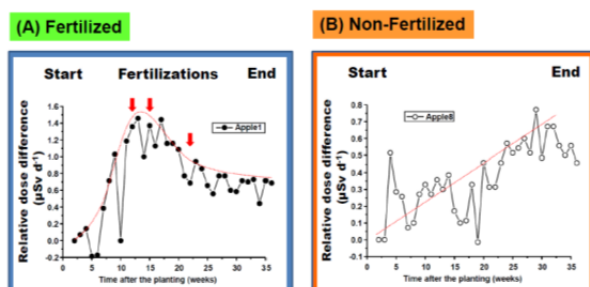 (A) Fertilized
(B) Non-Fertilized
Start Fertilizations End
Relative dose difference
(μSv d⁻¹)
1.6
1.4
1.2
1.0
0.8
0.6
0.4
0.2
0.0
-0.2
Apple1
0 5 10 15 20 25 30 35
Time after the planting (weeks)
Start End
Relative dose difference
(μSv d⁻¹)
0.8
0.7
0.6
0.5
0.4
0.3
0.2
0.1
0.0
-0.1
Apple8
0 5 10 15 20 25 30 35
Time after the planting (weeks)